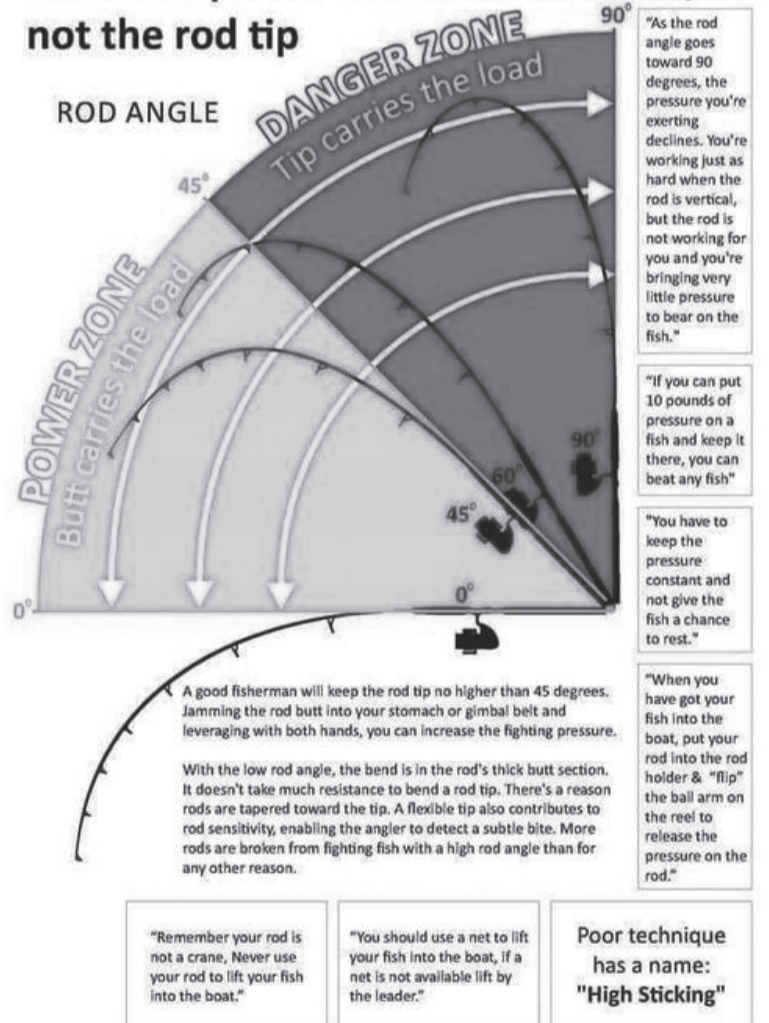 not the rod tip
ROD ANGLE
90°
DANGER ZONE
Tip carries the load
45°
POWER ZONE
Butt carries the load
0°
90°
60°
45°
0°
"As the rod
angle goes
toward 90
degrees, the
pressure you're
exerting
declines. You're
working just as
hard when the
rod is vertical,
but the rod is
not working for
you and you're
bringing very
little pressure
to bear on the
fish."
"If you can put
10 pounds of
pressure on a
fish and keep it
there, you can
beat any fish"
"You have to
keep the
pressure
constant and
not give the
fish a chance
to rest."
"When you
have got your
fish into the
boat, put your
rod into the rod
holder & "flip"
the bail arm on
the reel to
release the
pressure on the
rod."
A good fisherman will keep the rod tip no higher than 45 degrees.
Jamming the rod butt into your stomach or gimbal belt and
leveraging with both hands, you can increase the fighting pressure.
With the low rod angle, the bend is in the rod's thick butt section.
It doesn't take much resistance to bend a rod tip. There's a reason
rods are tapered toward the tip. A flexible tip also contributes to
rod sensitivity, enabling the angler to detect a subtle bite. More
rods are broken from fighting fish with a high rod angle than for
any other reason.
"Remember your rod is
not a crane, Never use
your rod to lift your fish
into the boat."
"You should use a net to lift
your fish into the boat, if a
net is not available lift by
the leader."
Poor technique
has a name:
"High Sticking"